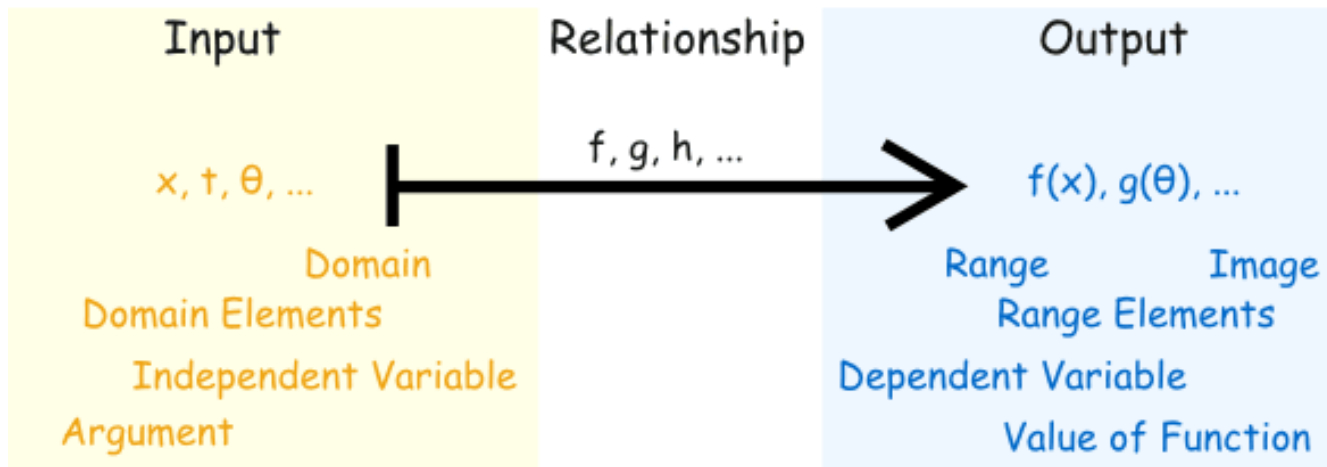 Input Relationship Output
f, g, h, ...
x, t, θ, ... f(x), g(θ), ...
Domain Range Image
Domain Elements Range Elements
Independent Variable Dependent Variable
Argument Value of Function